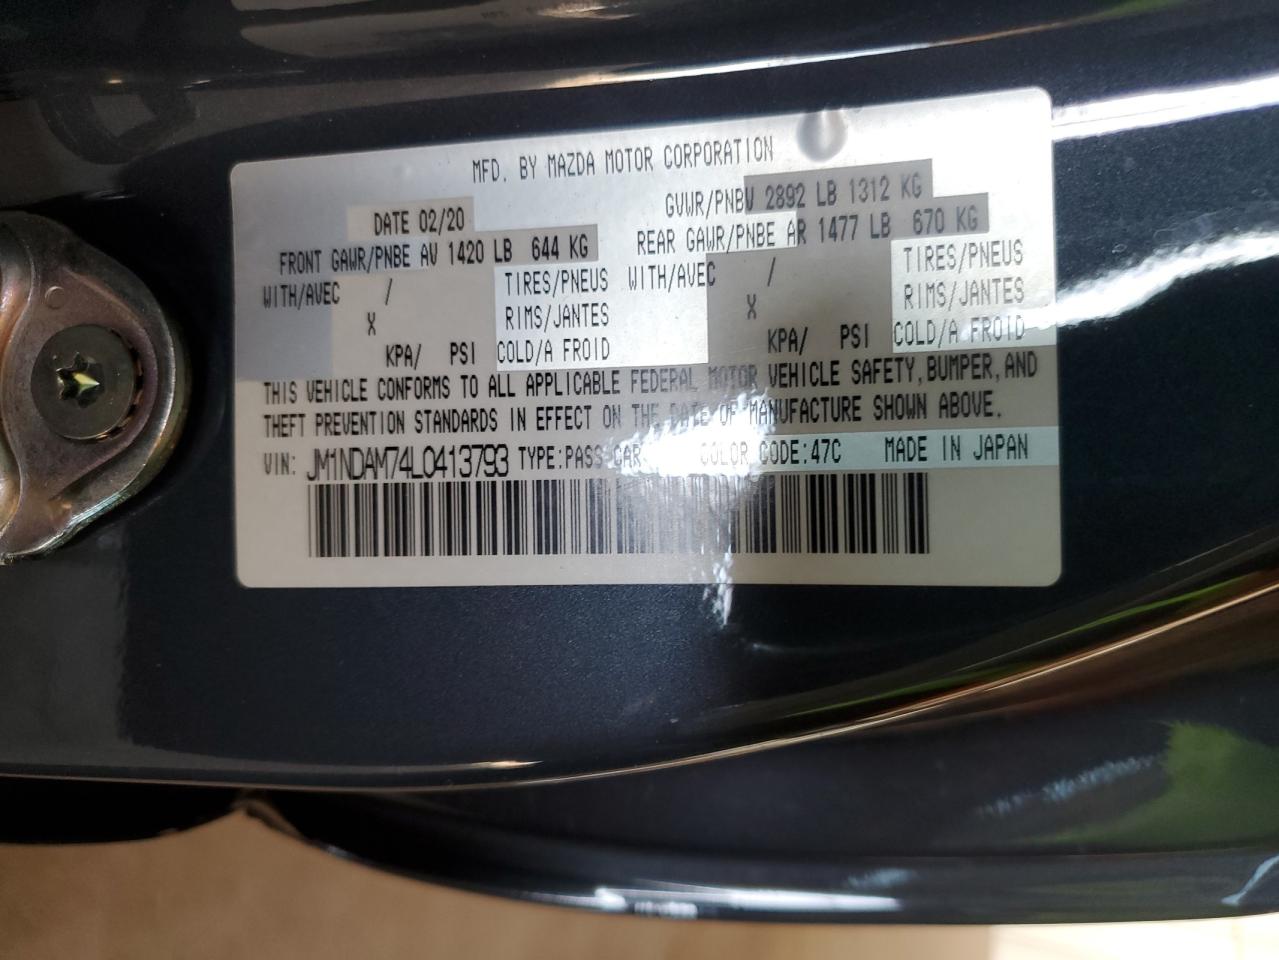 MFD. BY MAZDA MOTOR CORPORATION
DATE 02/20 GVWR/PNBV 2892 LB 1312 KG
FRONT GAWR/PNBE AV 1420 LB 644 KG REAR GAWR/PNBE AR 1477 LB 670 KG
WITH/AVEC / TIRES/PNEUS WITH/AVEC / TIRES/PNEUS
X RIMS/JANTES X RIMS/JANTES
KPA/ PSI COLD/A FROID KPA/ PSI COLD/A FROID
THIS VEHICLE CONFORMS TO ALL APPLICABLE FEDERAL MOTOR VEHICLE SAFETY, BUMPER, AND
THEFT PREVENTION STANDARDS IN EFFECT ON THE DATE OF MANUFACTURE SHOWN ABOVE.
VIN: JM1NDAM74L0413793 TYPE:PASS CAR COLOR CODE:47C MADE IN JAPAN